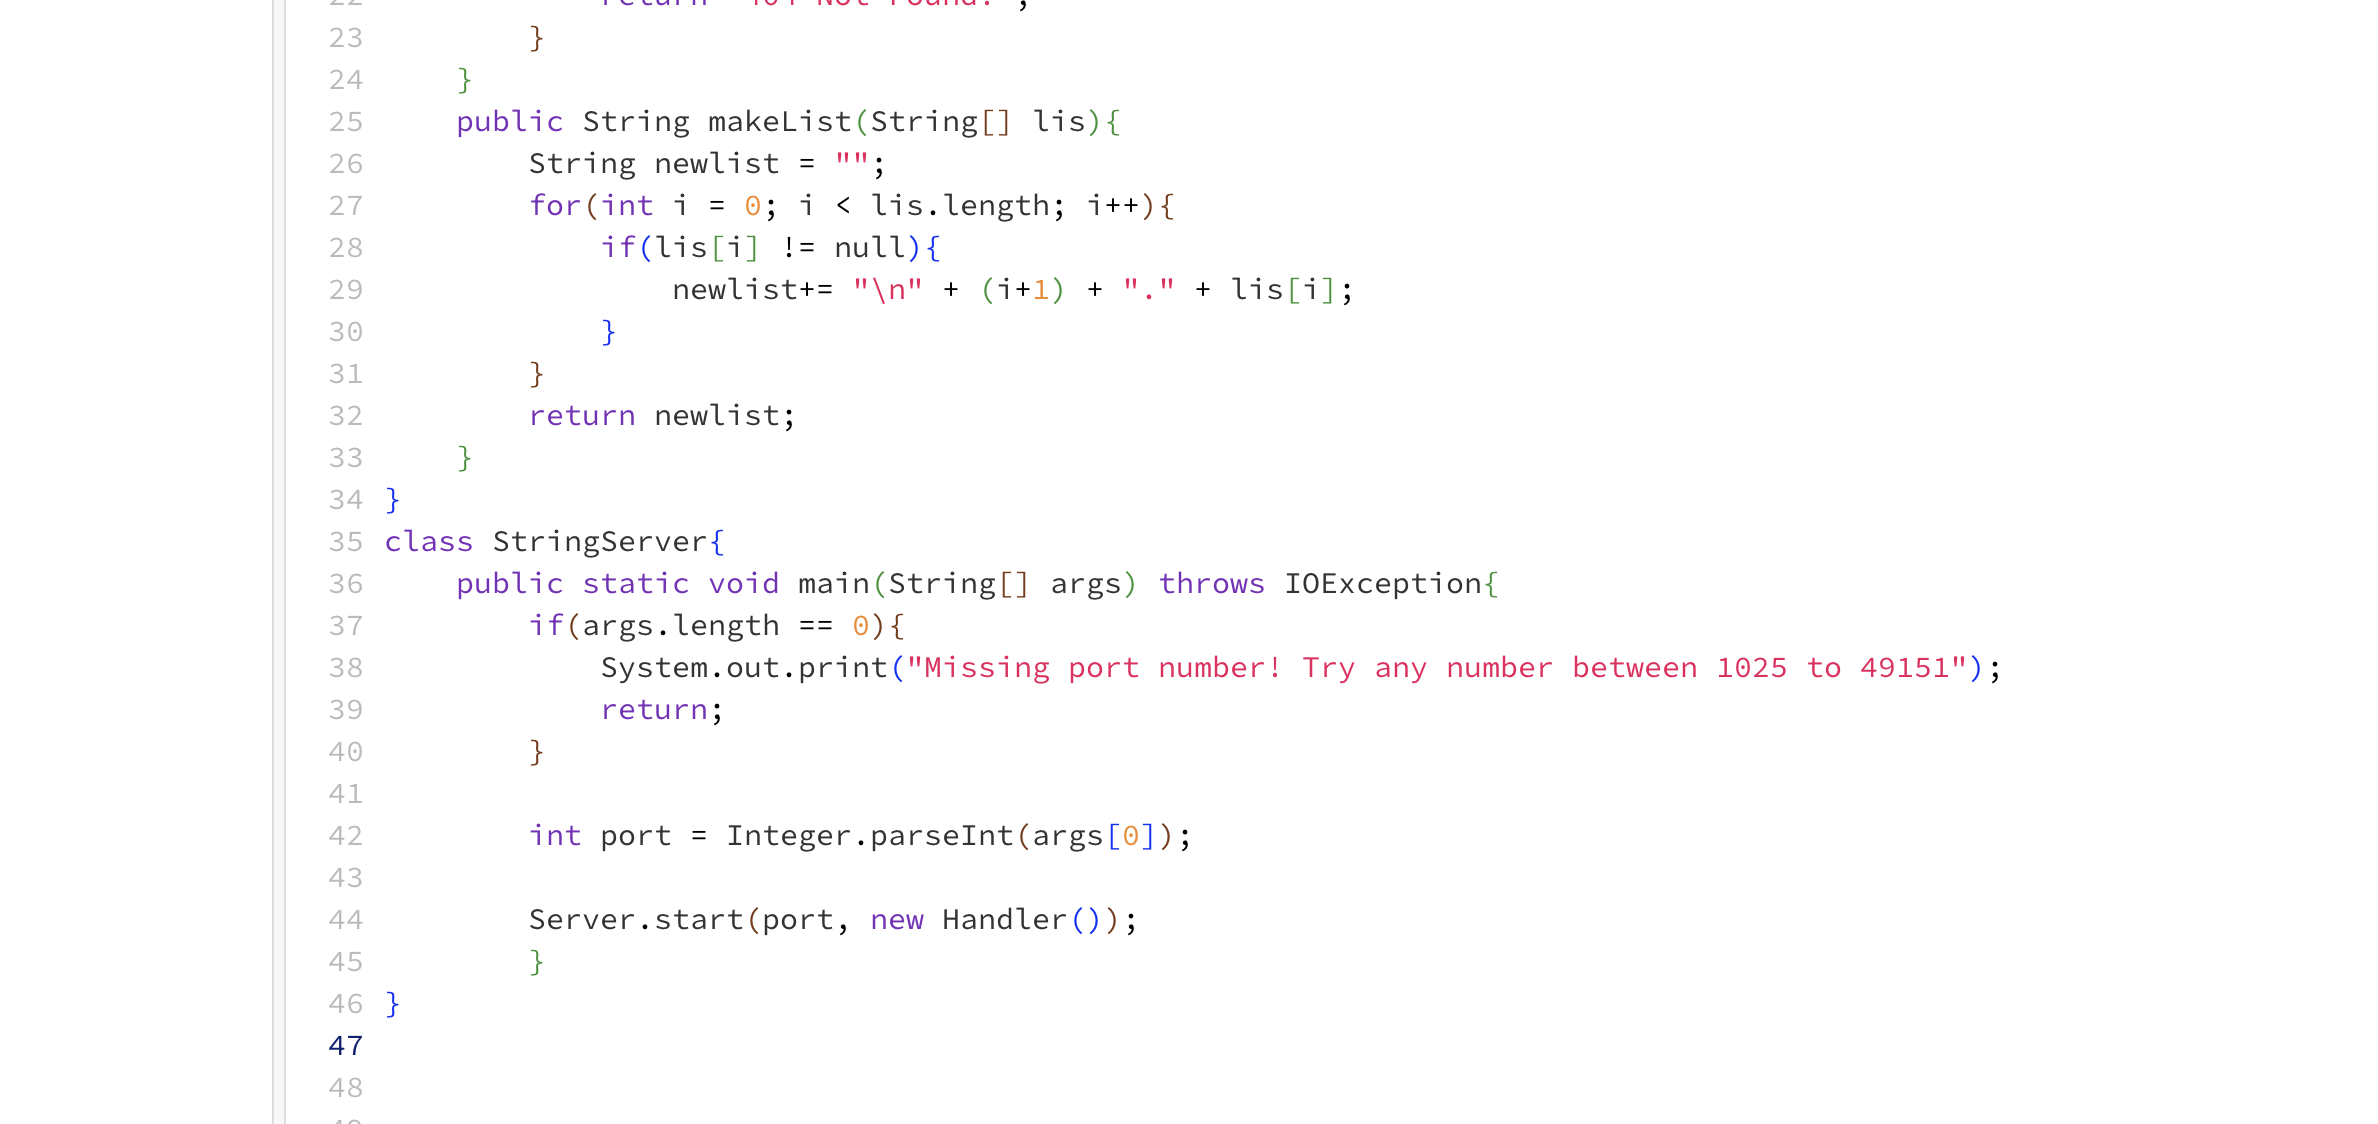 22 return "404 Not Found!";
23 }
24 }
25 public String makeList(String[] lis){
26 String newlist = "";
27 for(int i = 0; i < lis.length; i++){
28 if(lis[i] != null){
29 newlist+= "\n" + (i+1) + "." + lis[i];
30 }
31 }
32 return newlist;
33 }
34 }
35 class StringServer{
36 public static void main(String[] args) throws IOException{
37 if(args.length == 0){
38 System.out.print("Missing port number! Try any number between 1025 to 49151");
39 return;
40 }
41
42 int port = Integer.parseInt(args[0]);
43
44 Server.start(port, new Handler());
45 }
46 }
47
48